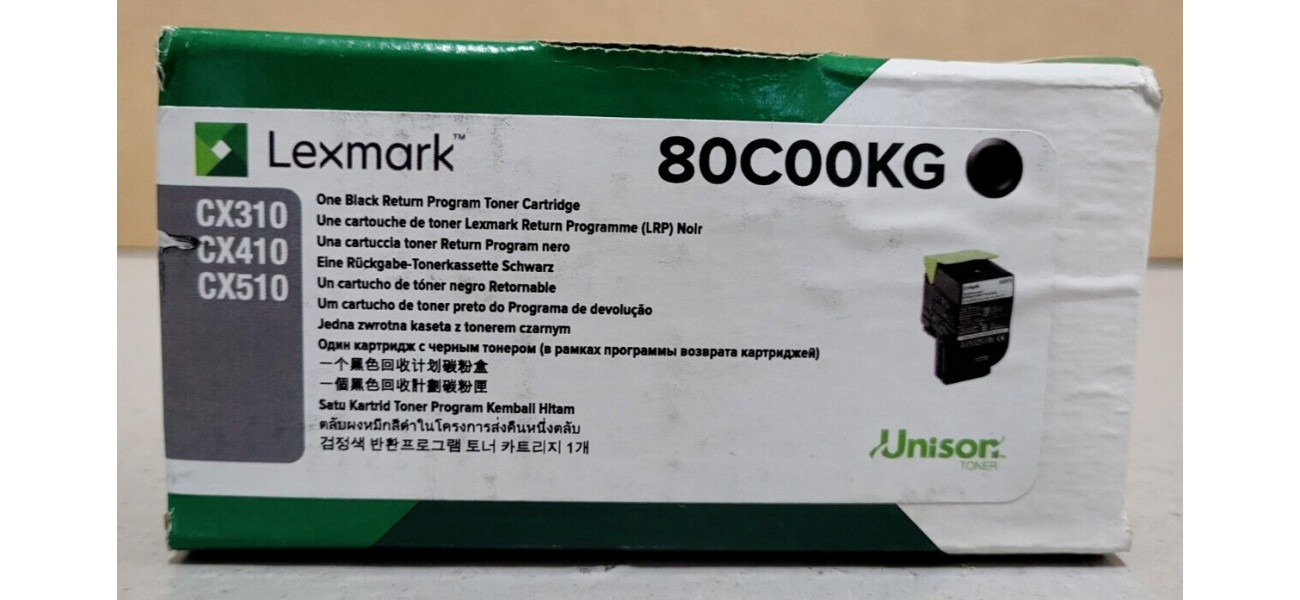 Lexmark™
80C00KG
CX310
CX410
CX510
One Black Return Program Toner Cartridge
Une cartouche de toner Lexmark Return Programme (LRP) Noir
Una cartuccia toner Return Program nero
Eine Rückgabe-Tonerkassette Schwarz
Un cartucho de tóner negro Retornable
Um cartucho de toner preto do Programa de devolução
Jedna zwrotna kaseta z tonerem czarnym
Один картридж с черным тонером (в рамках программы возврата картриджей)
一个黑色回收计划碳粉盒
一個黑色回收計劃碳粉匣
Satu Kartrid Toner Program Kembali Hitam
ตลับผงหมึกสีดำในโครงการส่งคืนหนึ่งตลับ
검정색 반환프로그램 토너 카트리지 1개
Unison
TONER